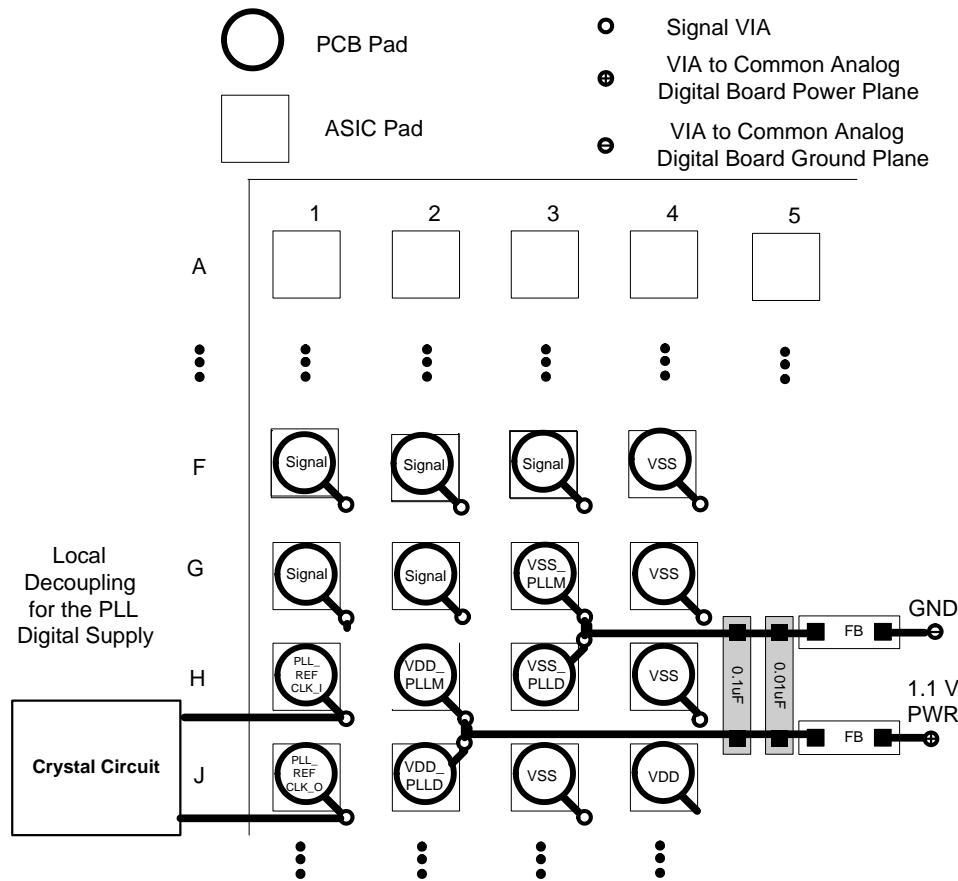 PCB Pad
Signal VIA
VIA to Common Analog
Digital Board Power Plane
ASIC Pad
VIA to Common Analog
Digital Board Ground Plane
1 2 3 4 5
A
F
Signal Signal Signal VSS
Local
Decoupling
for the PLL
Digital Supply
G
Signal Signal VSS_
PLLM VSS
GND
FB
H
PLL_
REF
CLK_I
VDD_
PLLM
VSS_
PLLD
VSS
0.1uF
0.01uF
1.1 V
PWR
FB
Crystal Circuit
J
PLL_
REF
CLK_O
VDD_
PLLD
VSS
VDD